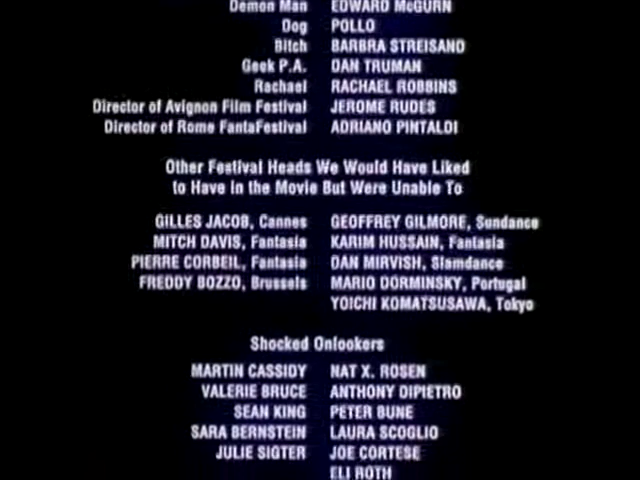 Demon Man EDWARD McGURN
Dog POLLO
Bitch BARBRA STREISAND
Geek P.A. DAN TRUMAN
Rachael RACHAEL ROBBINS
Director of Avignon Film Festival JEROME RUDES
Director of Rome FantaFestival ADRIANO PINTALDI
Other Festival Heads We Would Have Liked
to Have in the Movie But Were Unable To
GILLES JACOB, Cannes GEOFFREY GILMORE, Sundance
MITCH DAVIS, Fantasia KARIM HUSSAIN, Fantasia
PIERRE CORBEIL, Fantasia DAN MIRVISH, Slamdance
FREDDY BOZZO, Brussels MARIO DORMINSKY, Portugal
YOICHI KOMATSUSAWA, Tokyo
Shocked Onlookers
MARTIN CASSIDY NAT X. ROSEN
VALERIE BRUCE ANTHONY DIPIETRO
SEAN KING PETER BUNE
SARA BERNSTEIN LAURA SCOGLIO
JULIE SIGTER JOE CORTESE
ELI ROTH